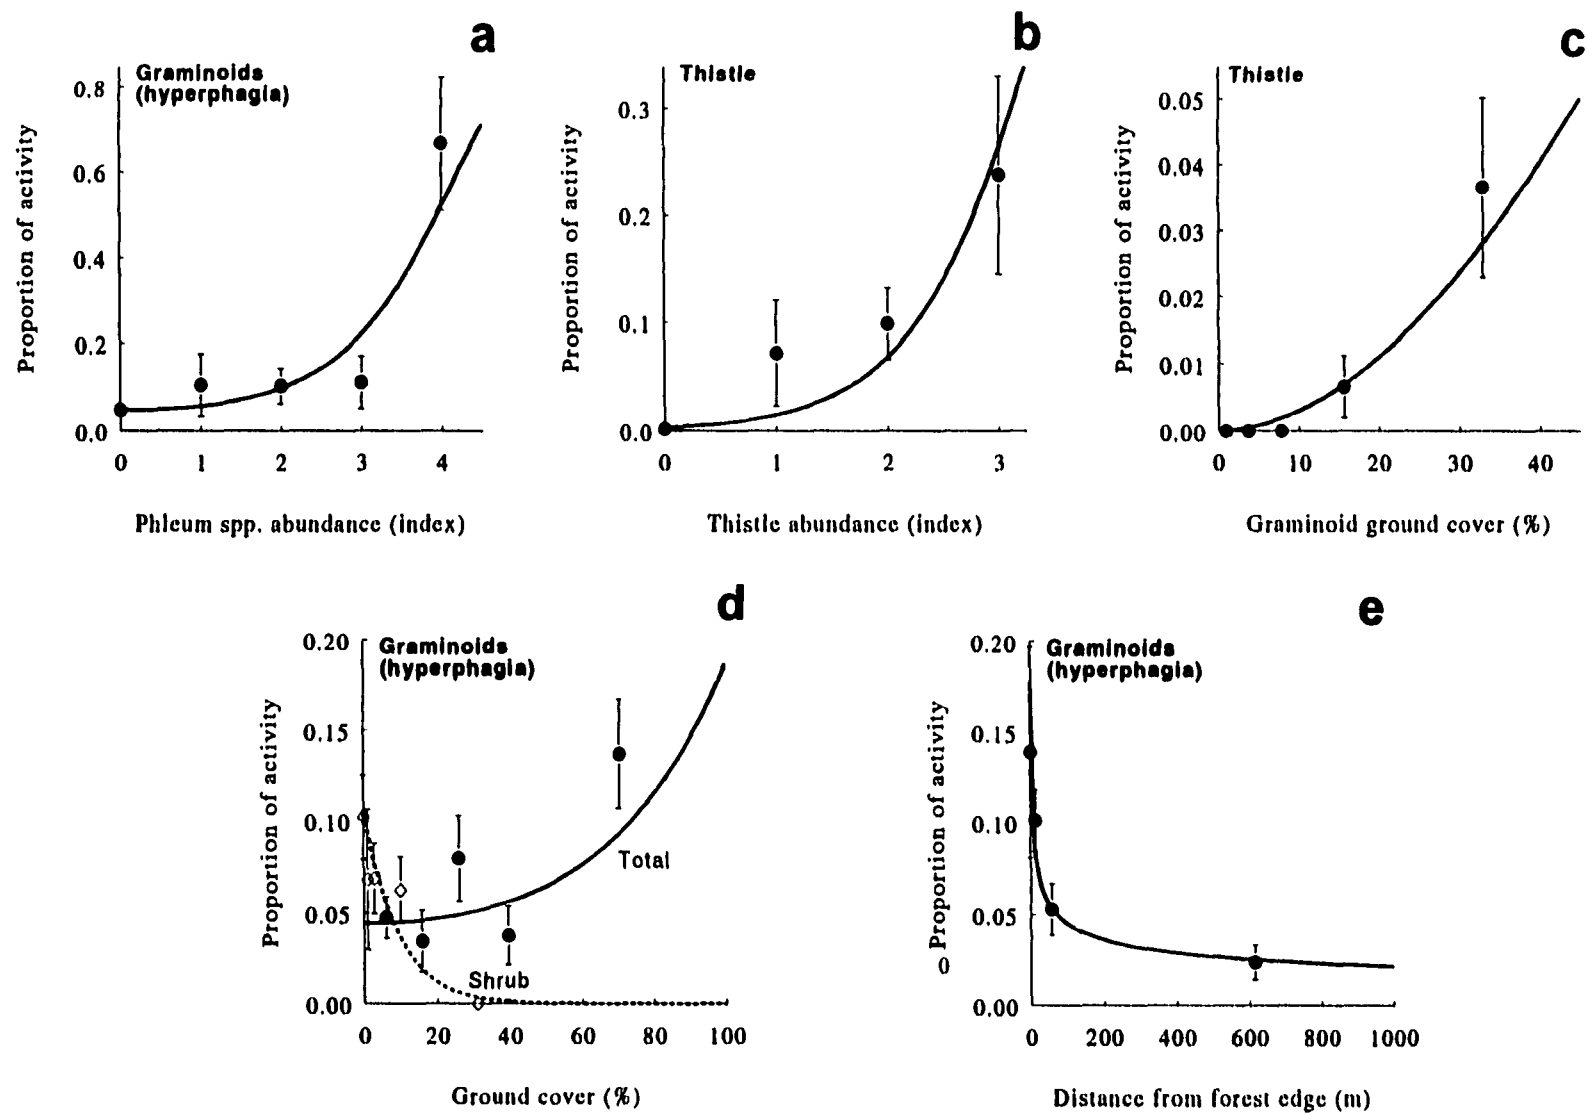 a
Graminoids
(hyperphagia)
0.8
0.6
0.4
0.2
0.0
Proportion of activity
0 1 2 3 4
Phleum spp. abundance (index)
b
Thistle
0.3
0.2
0.1
0.0
Proportion of activity
0 1 2 3
Thistle abundance (index)
c
Thistle
0.05
0.04
0.03
0.02
0.01
0.00
Proportion of activity
0 10 20 30 40
Graminoid ground cover (%)
d
Graminoids
(hyperphagia)
0.20
0.15
0.10
0.05
0.00
Proportion of activity
Total
Shrub
0 20 40 60 80 100
Ground cover (%)
e
Graminoids
(hyperphagia)
0.20
0.15
0.10
0.05
0.00
0
Proportion of activity
0 200 400 600 800 1000
Distance from forest edge (m)